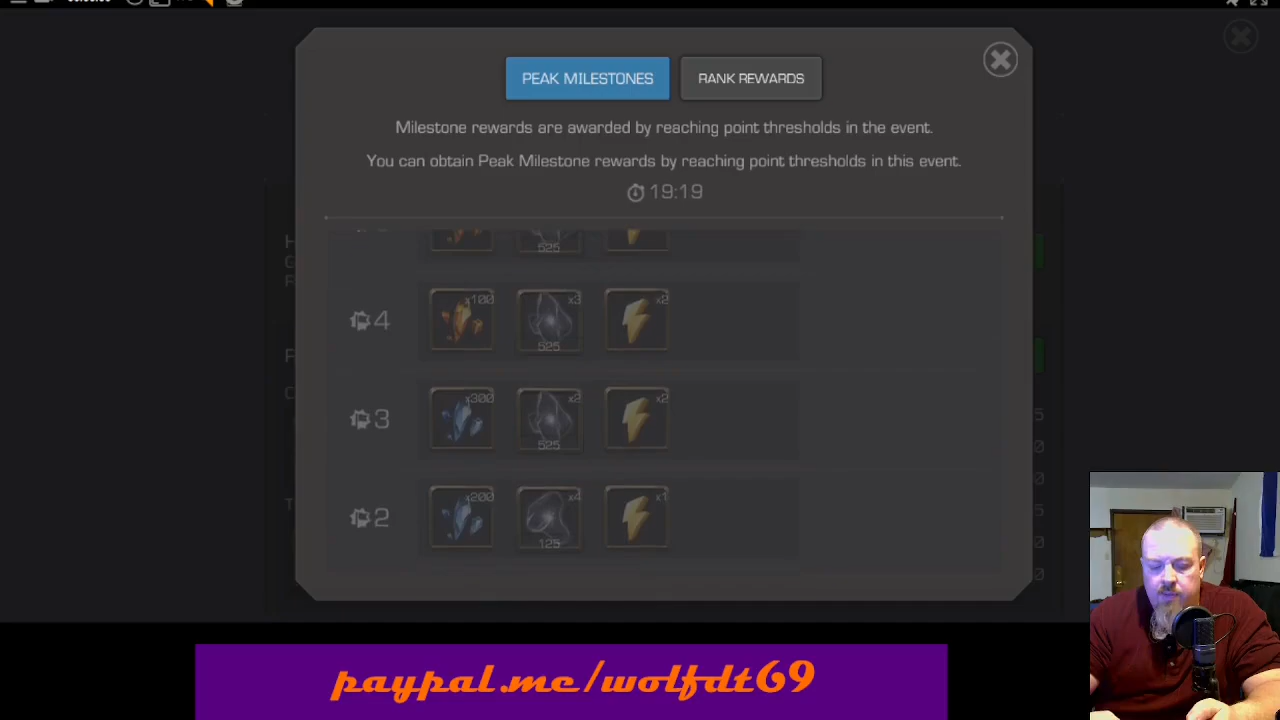 PEAK MILESTONES RANK REWARDS
Milestone rewards are awarded by reaching point thresholds in the event.
You can obtain Peak Milestone rewards by reaching point thresholds in this event.
19:19
525
4 x100 x3 x2
525
3 x300 x2 x2
525
2 x200 x4 x1
125
paypal.me/wolfdt69